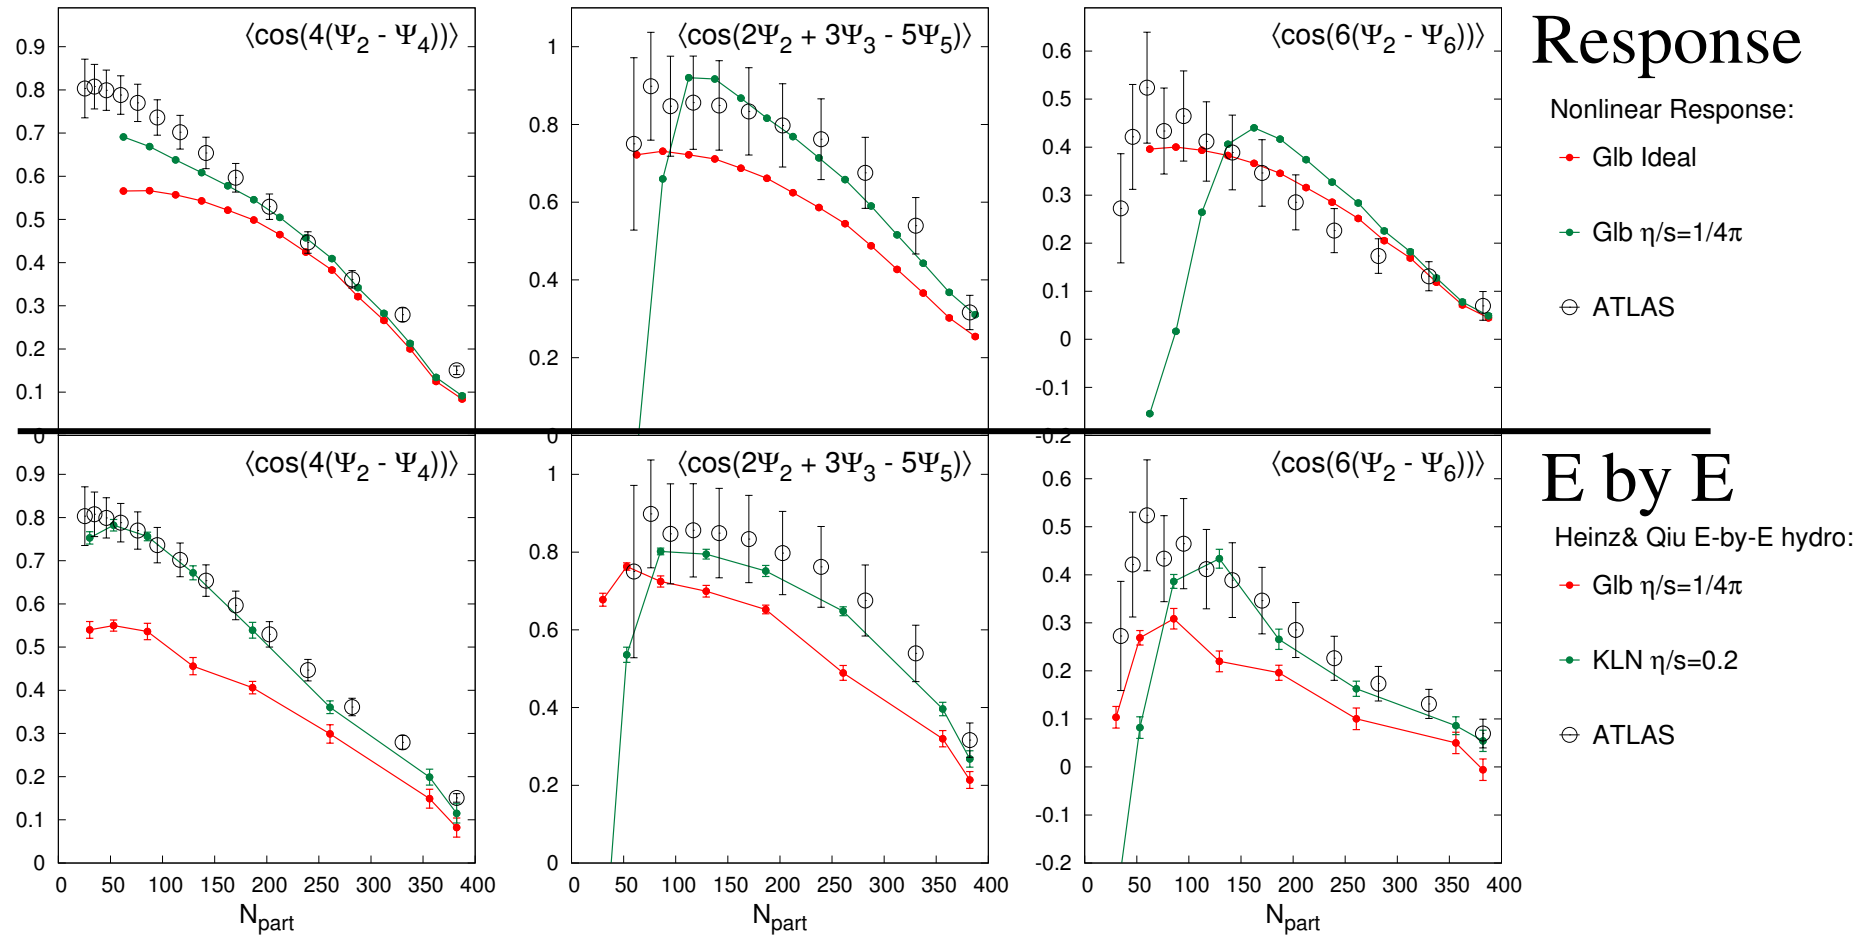 ⟨cos(4(Ψ2 - Ψ4))⟩
0.9
0.8
0.7
0.6
0.5
0.4
0.3
0.2
0.1
0
⟨cos(2Ψ2 + 3Ψ3 - 5Ψ5)⟩
1
0.8
0.6
0.4
0.2
0
⟨cos(6(Ψ2 - Ψ6))⟩
0.6
0.5
0.4
0.3
0.2
0.1
0
-0.1
-0.2
Response
Nonlinear Response:
Glb Ideal
Glb η/s=1/4π
ATLAS
⟨cos(4(Ψ2 - Ψ4))⟩
0.9
0.8
0.7
0.6
0.5
0.4
0.3
0.2
0.1
0
0 50 100 150 200 250 300 350 400
Npart
⟨cos(2Ψ2 + 3Ψ3 - 5Ψ5)⟩
1
0.8
0.6
0.4
0.2
0
0 50 100 150 200 250 300 350 400
Npart
⟨cos(6(Ψ2 - Ψ6))⟩
0.6
0.5
0.4
0.3
0.2
0.1
0
-0.1
-0.2
0 50 100 150 200 250 300 350 400
Npart
E by E
Heinz& Qiu E-by-E hydro:
Glb η/s=1/4π
KLN η/s=0.2
ATLAS